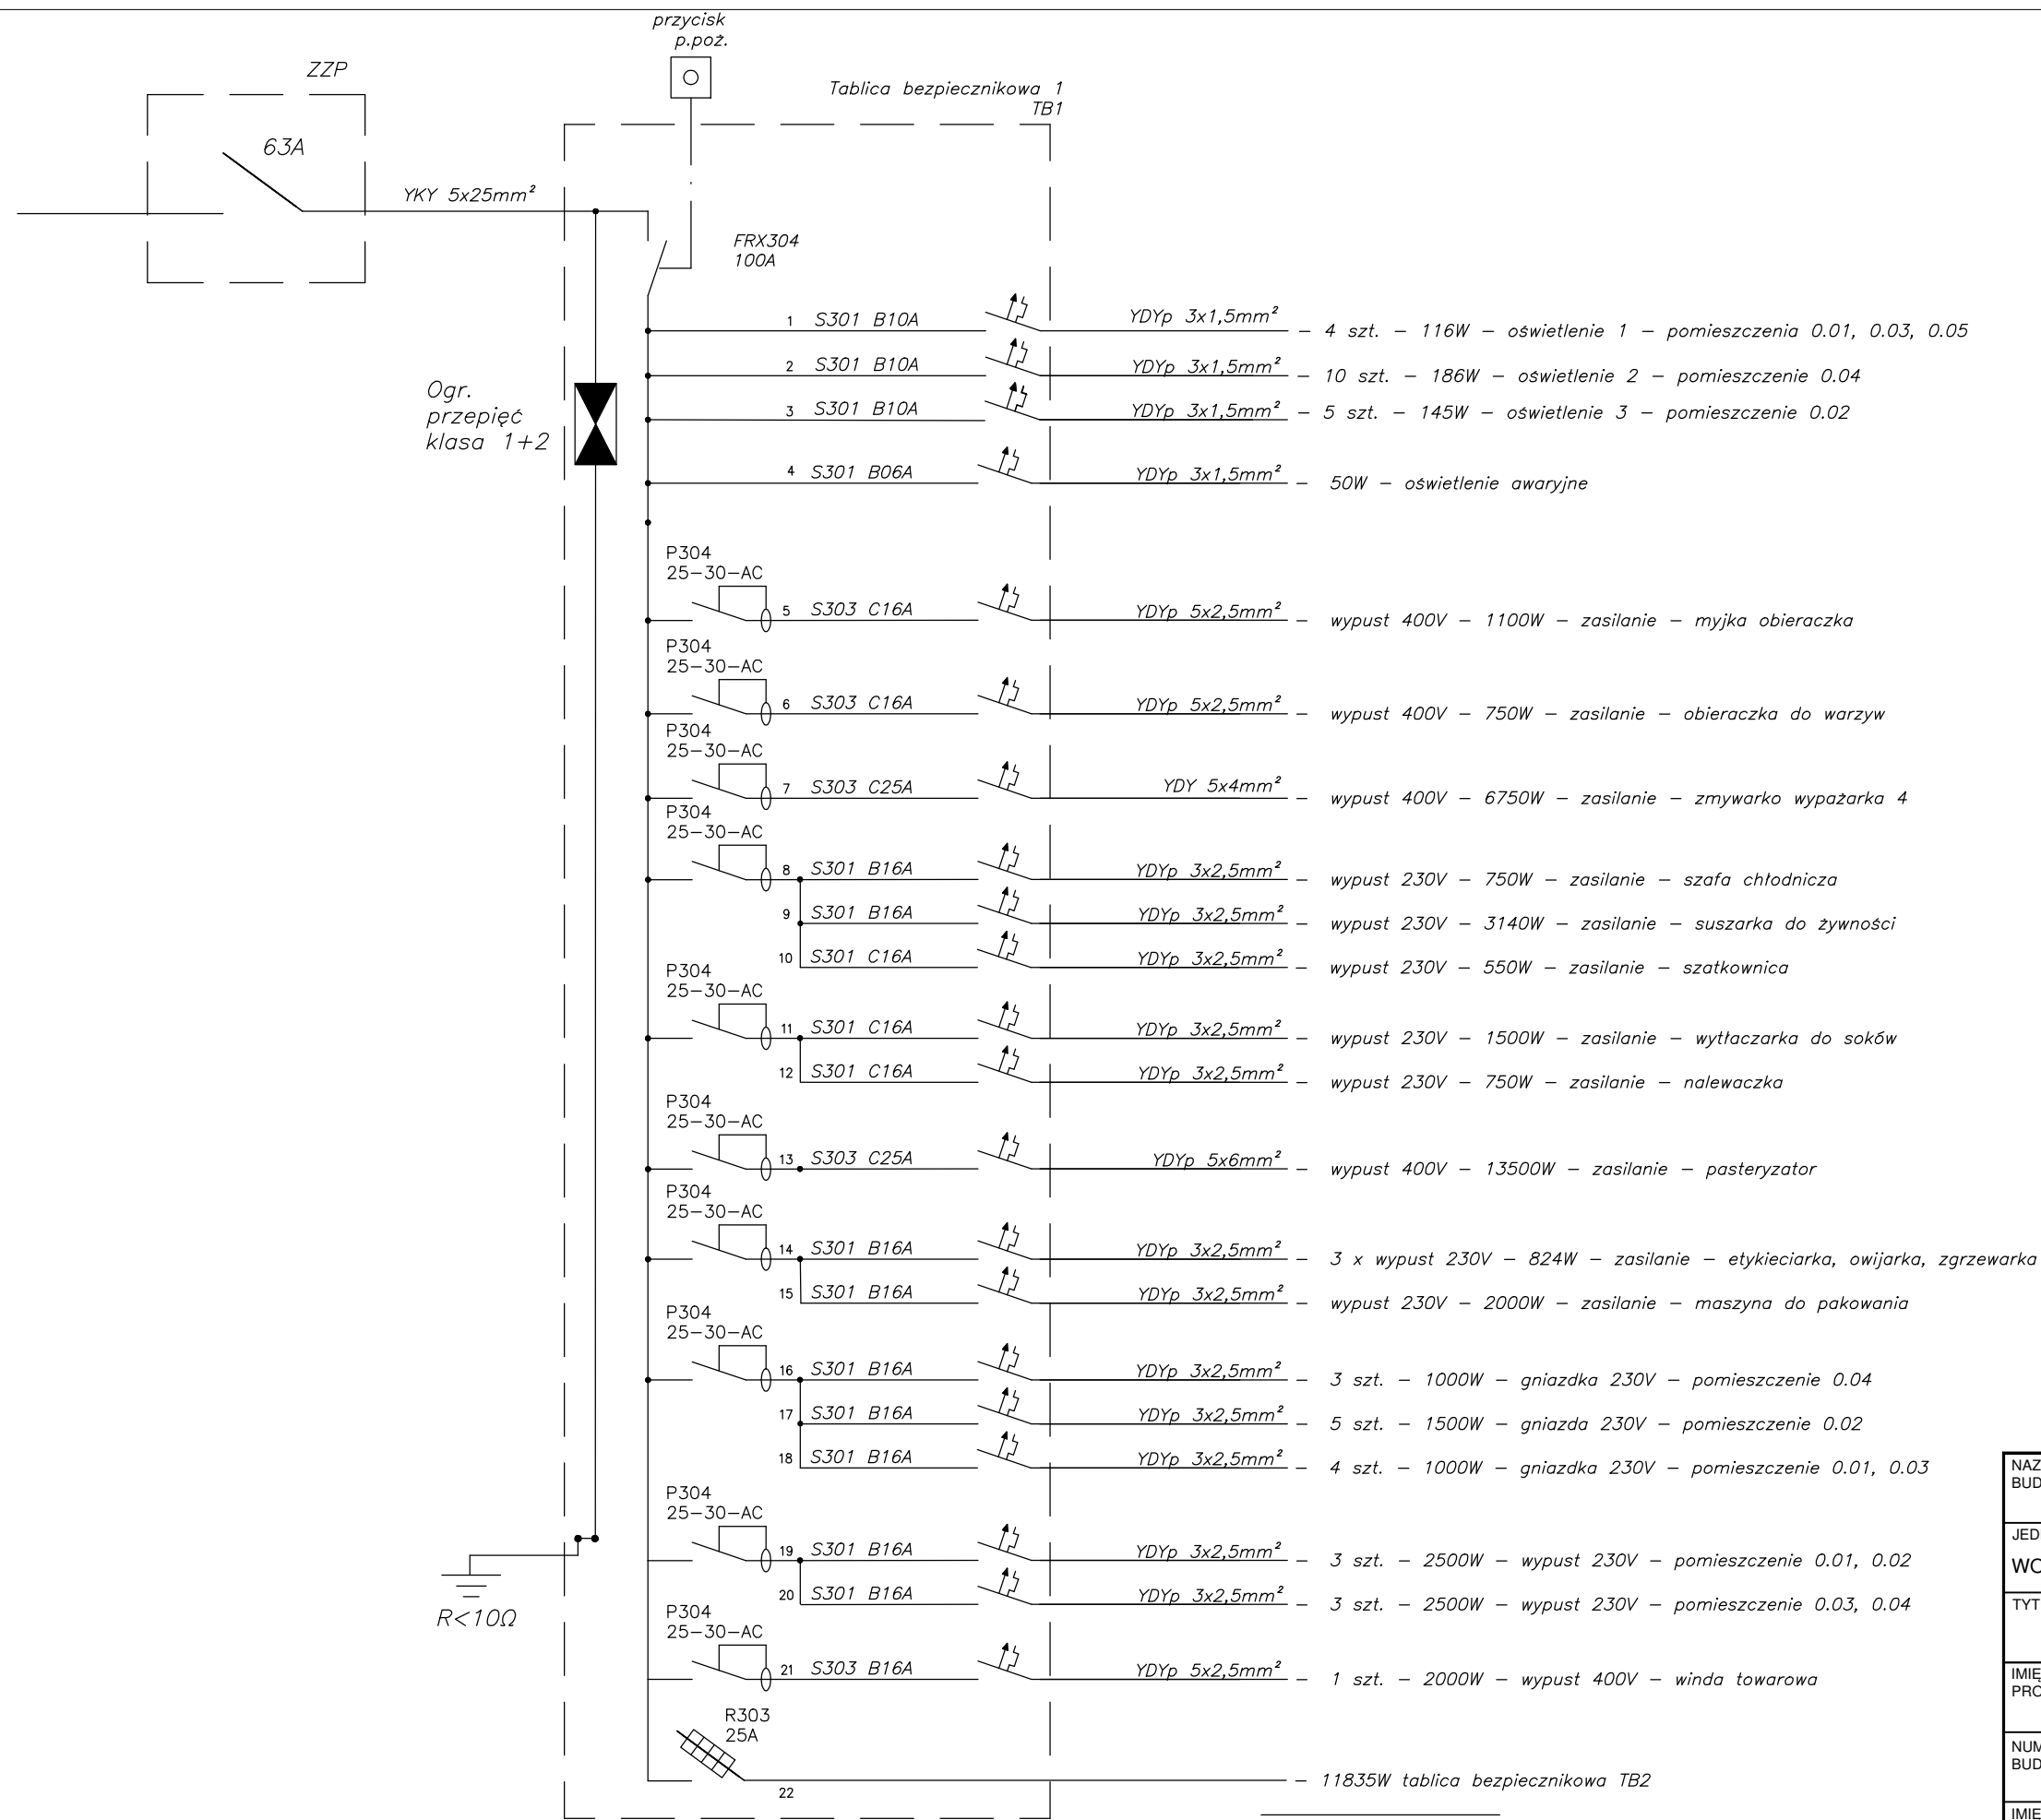 przycisk
p.poż.
ZZP
Tablica bezpiecznikowa 1
TB1
63A
YKY 5x25mm²
FRX304
100A
Ogr.
przepięć
klasa 1+2
1 S301 B10A YDYp 3x1,5mm² – 4 szt. – 116W – oświetlenie 1 – pomieszczenia 0.01, 0.03, 0.05
2 S301 B10A YDYp 3x1,5mm² – 10 szt. – 186W – oświetlenie 2 – pomieszczenie 0.04
3 S301 B10A YDYp 3x1,5mm² – 5 szt. – 145W – oświetlenie 3 – pomieszczenie 0.02
4 S301 B06A YDYp 3x1,5mm² – 50W – oświetlenie awaryjne
P304
25–30–AC
5 S303 C16A YDYp 5x2,5mm² – wypust 400V – 1100W – zasilanie – myjka obieraczka
P304
25–30–AC
6 S303 C16A YDYp 5x2,5mm² – wypust 400V – 750W – zasilanie – obieraczka do warzyw
P304
25–30–AC
7 S303 C25A YDY 5x4mm² – wypust 400V – 6750W – zasilanie – zmywarko wypażarka 4
P304
25–30–AC
8 S301 B16A YDYp 3x2,5mm² – wypust 230V – 750W – zasilanie – szafa chłodnicza
9 S301 B16A YDYp 3x2,5mm² – wypust 230V – 3140W – zasilanie – suszarka do żywności
10 S301 C16A YDYp 3x2,5mm² – wypust 230V – 550W – zasilanie – szatkownica
P304
25–30–AC
11 S301 C16A YDYp 3x2,5mm² – wypust 230V – 1500W – zasilanie – wytłaczarka do soków
12 S301 C16A YDYp 3x2,5mm² – wypust 230V – 750W – zasilanie – nalewaczka
P304
25–30–AC
13 S303 C25A YDYp 5x6mm² – wypust 400V – 13500W – zasilanie – pasteryzator
P304
25–30–AC
14 S301 B16A YDYp 3x2,5mm² – 3 x wypust 230V – 824W – zasilanie – etykieciarka, owijarka, zgrzewarka
15 S301 B16A YDYp 3x2,5mm² – wypust 230V – 2000W – zasilanie – maszyna do pakowania
P304
25–30–AC
16 S301 B16A YDYp 3x2,5mm² – 3 szt. – 1000W – gniazdka 230V – pomieszczenie 0.04
17 S301 B16A YDYp 3x2,5mm² – 5 szt. – 1500W – gniazda 230V – pomieszczenie 0.02
18 S301 B16A YDYp 3x2,5mm² – 4 szt. – 1000W – gniazdka 230V – pomieszczenie 0.01, 0.03
P304
25–30–AC
19 S301 B16A YDYp 3x2,5mm² – 3 szt. – 2500W – wypust 230V – pomieszczenie 0.01, 0.02
20 S301 B16A YDYp 3x2,5mm² – 3 szt. – 2500W – wypust 230V – pomieszczenie 0.03, 0.04
R<10Ω
P304
25–30–AC
21 S303 B16A YDYp 5x2,5mm² – 1 szt. – 2000W – wypust 400V – winda towarowa
R303
25A
22 – 11835W tablica bezpiecznikowa TB2
NAZ
BUD
JED
WO
TYT
IMIĘ
PRO
NUM
BUD
IMIĘ